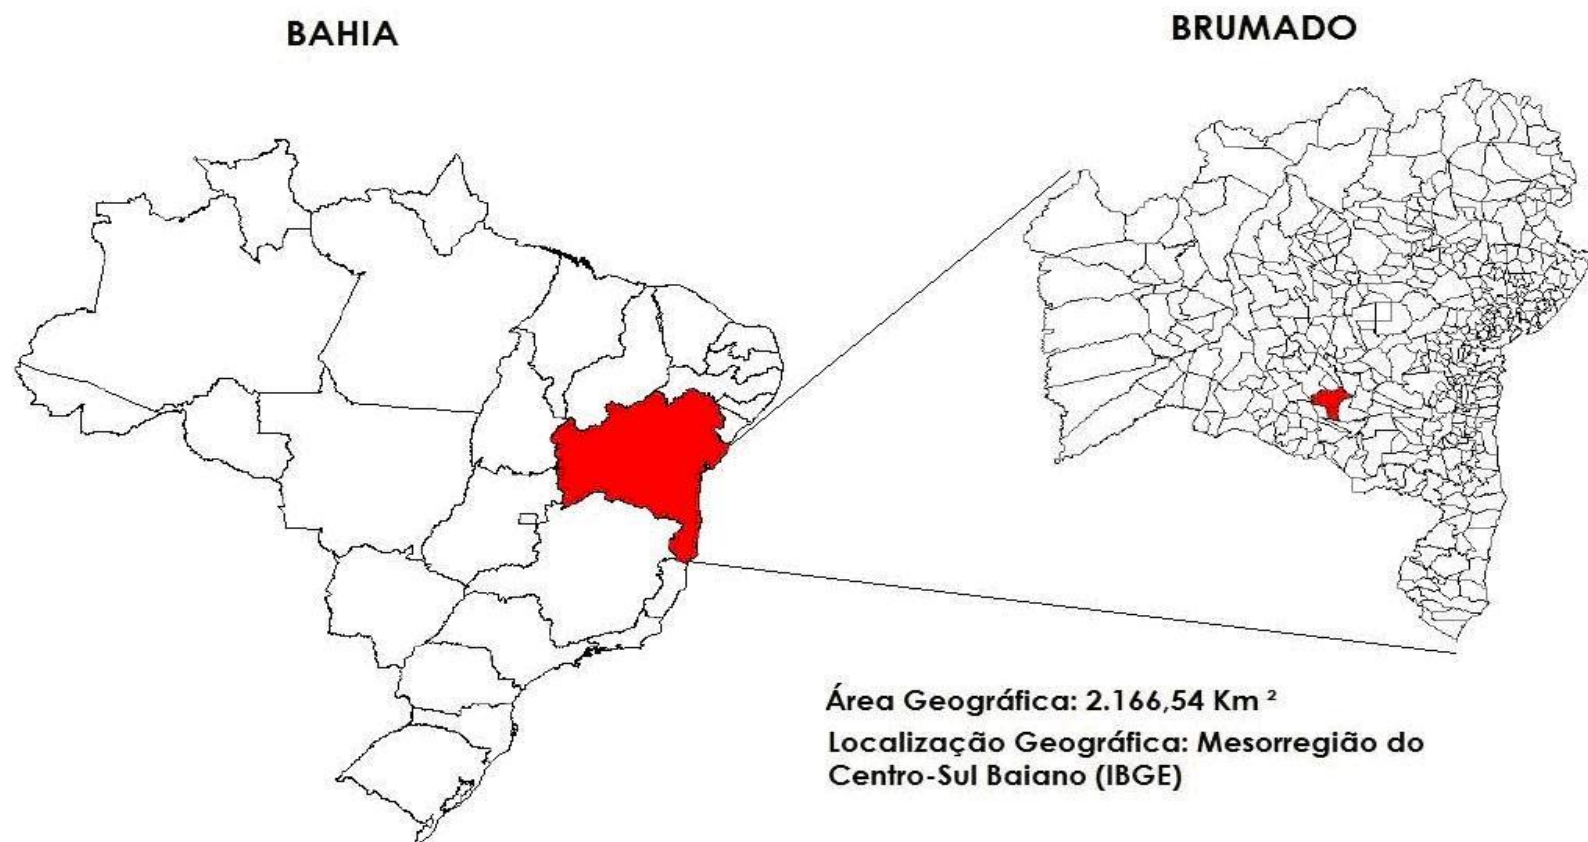 BAHIA
BRUMADO
Área Geográfica: 2.166,54 Km ²
Localização Geográfica: Mesorregião do
Centro-Sul Baiano (IBGE)